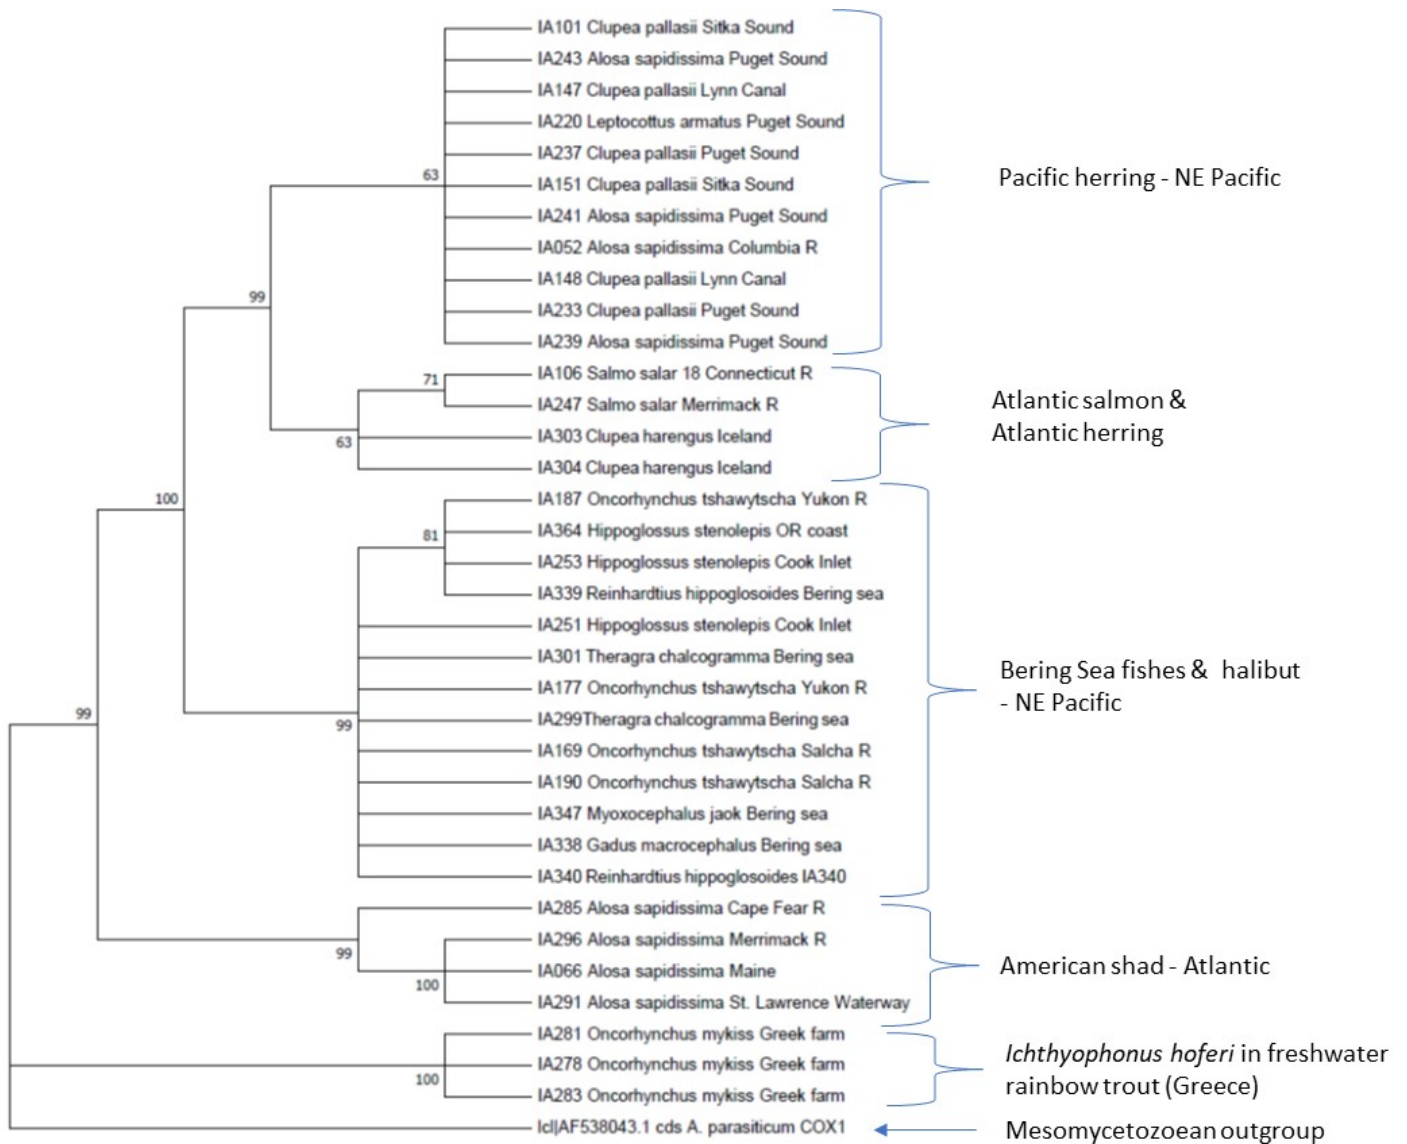 IA101 Clupea pallasii Sitka Sound
IA243 Alosa sapidissima Puget Sound
IA147 Clupea pallasii Lynn Canal
IA220 Leptocottus armatus Puget Sound
IA237 Clupea pallasii Puget Sound
63
IA151 Clupea pallasii Sitka Sound
IA241 Alosa sapidissima Puget Sound
IA052 Alosa sapidissima Columbia R
IA148 Clupea pallasii Lynn Canal
IA233 Clupea pallasii Puget Sound
IA239 Alosa sapidissima Puget Sound
Pacific herring - NE Pacific
99
71
IA106 Salmo salar 18 Connecticut R
IA247 Salmo salar Merrimack R
63
IA303 Clupea harengus Iceland
IA304 Clupea harengus Iceland
Atlantic salmon &
Atlantic herring
100
IA187 Oncorhynchus tshawytscha Yukon R
81
IA364 Hippoglossus stenolepis OR coast
IA253 Hippoglossus stenolepis Cook Inlet
IA339 Reinhardtius hippoglosoides Bering sea
IA251 Hippoglossus stenolepis Cook Inlet
IA301 Theragra chalcogramma Bering sea
IA177 Oncorhynchus tshawytscha Yukon R
99
IA299Theragra chalcogramma Bering sea
IA169 Oncorhynchus tshawytscha Salcha R
IA190 Oncorhynchus tshawytscha Salcha R
IA347 Myoxocephalus jaok Bering sea
IA338 Gadus macrocephalus Bering sea
IA340 Reinhardtius hippoglosoides IA340
Bering Sea fishes & halibut
- NE Pacific
99
IA285 Alosa sapidissima Cape Fear R
99
IA296 Alosa sapidissima Merrimack R
IA066 Alosa sapidissima Maine
100
IA291 Alosa sapidissima St. Lawrence Waterway
American shad - Atlantic
IA281 Oncorhynchus mykiss Greek farm
IA278 Oncorhynchus mykiss Greek farm
100
IA283 Oncorhynchus mykiss Greek farm
Ichthyophonus hoferi in freshwater
rainbow trout (Greece)
lcl|AF538043.1 cds A. parasiticum COX1
Mesomycetozoean outgroup